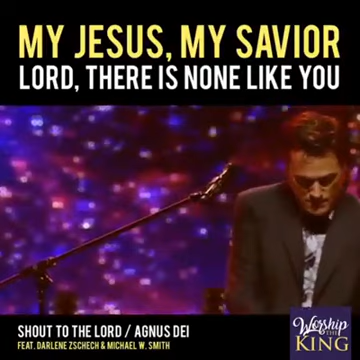 MY JESUS, MY SAVIOR
LORD, THERE IS NONE LIKE YOU
SHOUT TO THE LORD / AGNUS DEI
FEAT. DARLENE ZSCHECH & MICHAEL W. SMITH
Worship
THE
KING